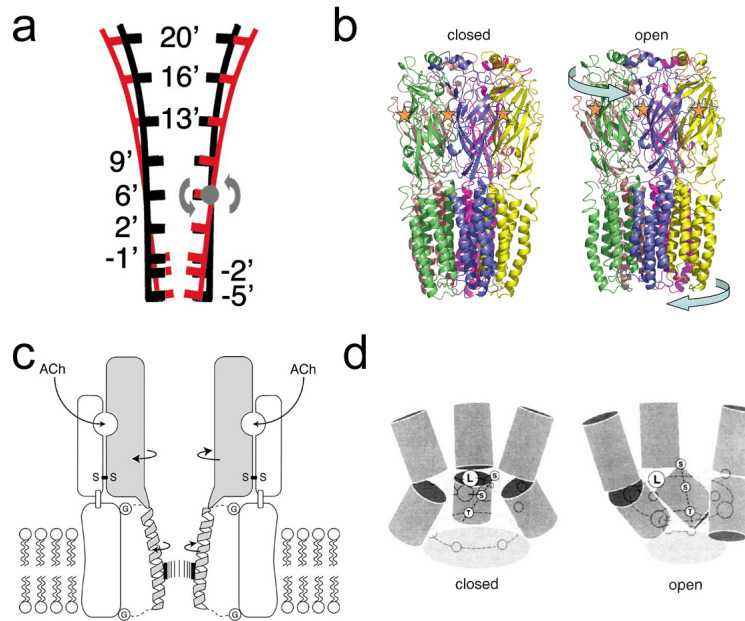 a
20'
16'
13'
9'
6'
2'
-1'
-2'
-5'
b
closed
open
c
ACh
ACh
S S
S S
G
G
G
G
d
L
S
S
T
closed
L
S
S
T
open